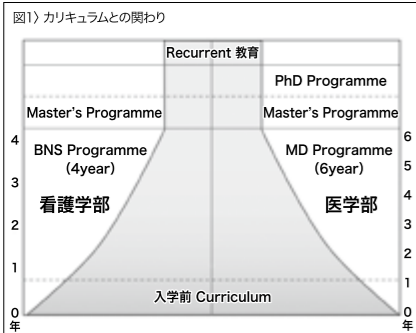 図1〉カリキュラムとの関わり
Recurrent 教育
PhD Programme
Master's Programme
Master's Programme
BNS Programme
(4year)
看護学部
MD Programme
(6year)
医学部
入学前 Curriculum
4
3
2
1
0
年
6
5
4
3
2
1
0
年